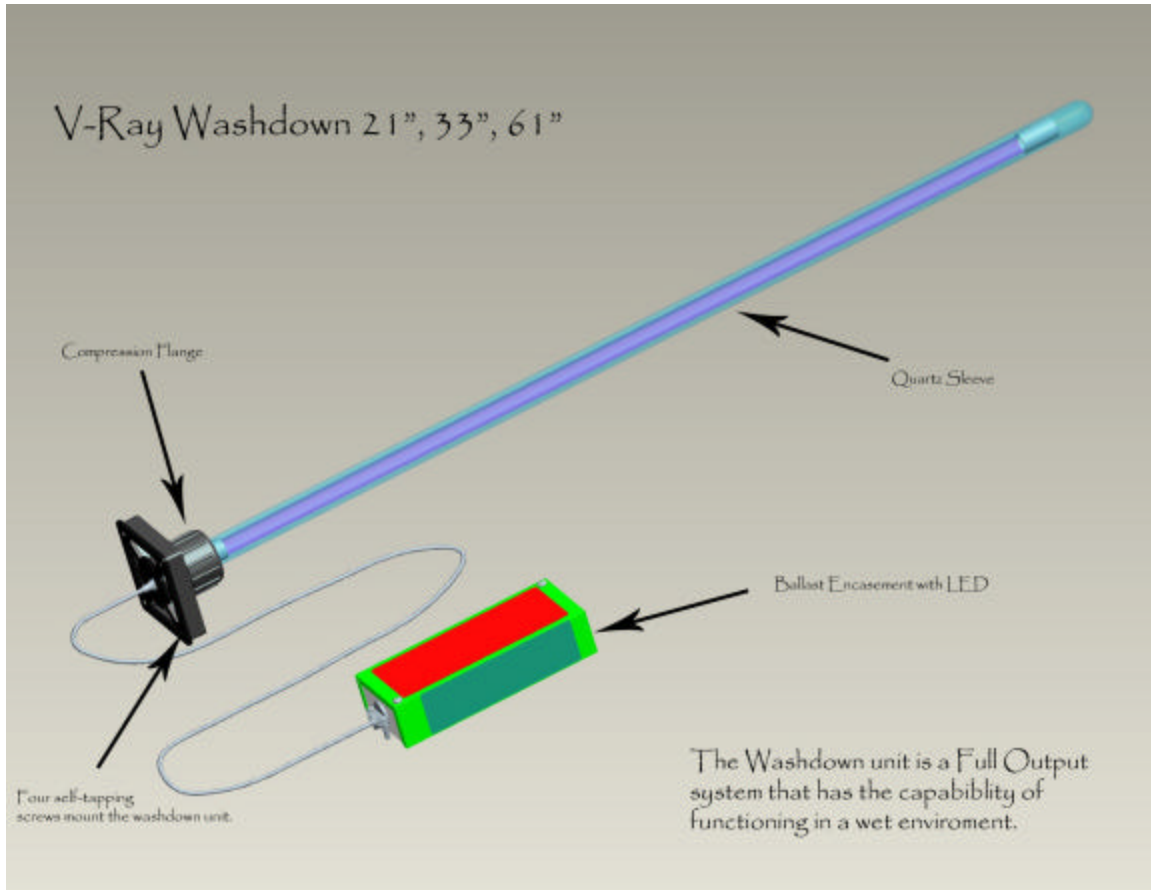 V-Ray Washdown 21", 33", 61"
Compression Flange
Quartz Sleeve
Ballast Encasement with LED
Four self-tapping
screws mount the washdown unit.
The Washdown unit is a Full Output
system that has the capabiblity of
functioning in a wet enviroment.